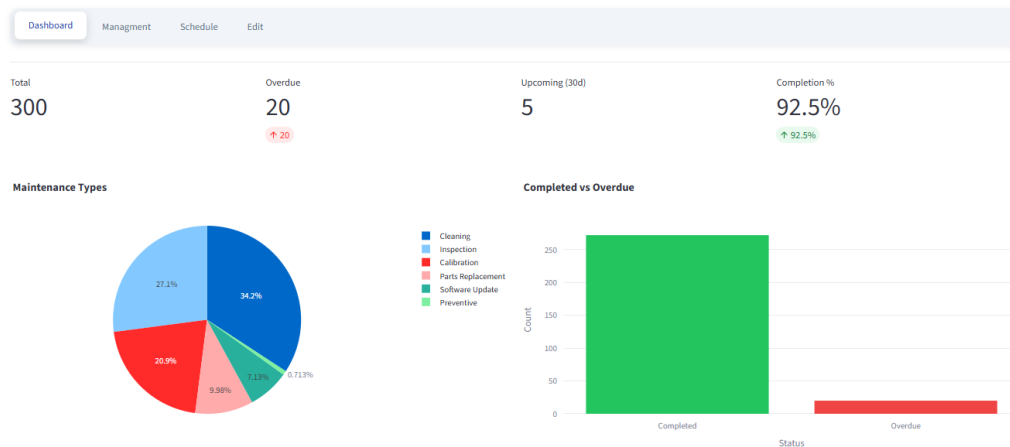 Dashboard
Managment
Schedule
Edit
Total
300
Overdue
20
↑ 20
Upcoming (30d)
5
Completion %
92.5%
↑ 92.5%
Maintenance Types
34.2%
27.1%
20.9%
9.98%
7.13%
0.713%
Cleaning
Inspection
Calibration
Parts Replacement
Software Update
Preventive
Completed vs Overdue
Count
250
200
150
100
50
0
Completed
Overdue
Status